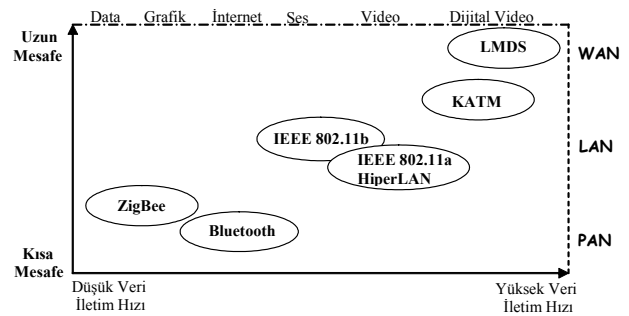 Data Grafik İnternet Ses Video Dijital Video
Uzun
Mesafe
LMDS
WAN
KATM
IEEE 802.11b
LAN
IEEE 802.11a
HiperLAN
ZigBee
Bluetooth
PAN
Kısa
Mesafe
Düşük Veri
İletim Hızı
Yüksek Veri
İletim Hızı